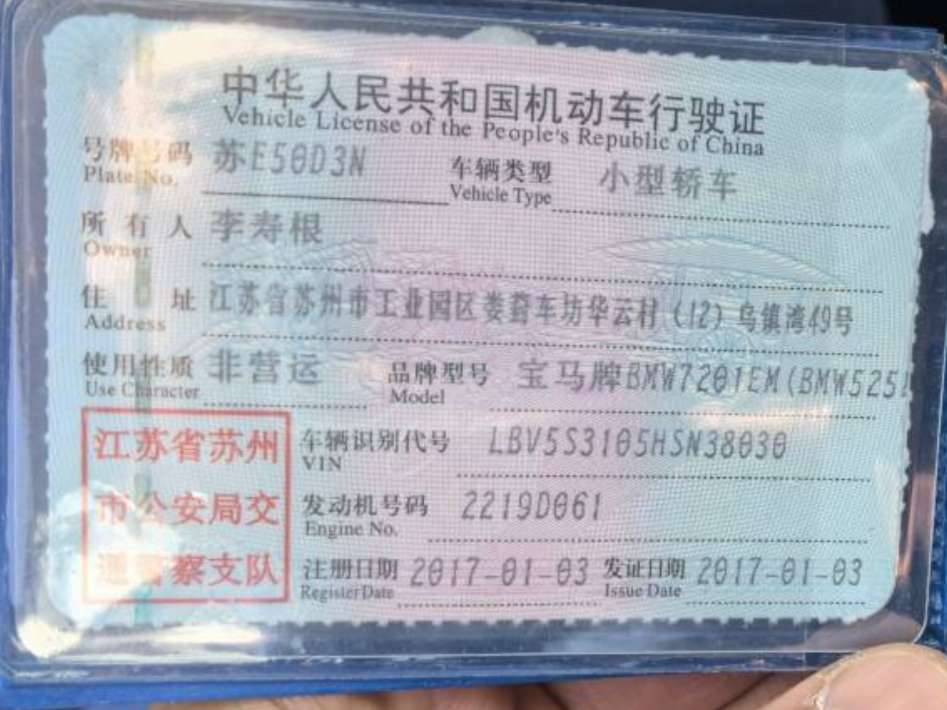 中华人民共和国机动车行驶证
Vehicle License of the People's Republic of China
号牌号码 苏E50D3N 车辆类型 小型轿车
Plate No. Vehicle Type
所有人 李寿根
Owner
住址 江苏省苏州市工业园区娄葑车坊华云村（12）乌镇湾49号
Address
使用性质 非营运 品牌型号 宝马牌BMW7201EM(BMW525
Use Character Model
江苏省苏州 车辆识别代号 LBV5S3105HSN38030
VIN
市公安局交 发动机号码 2219D061
Engine No.
通警察支队 注册日期 2017-01-03 发证日期 2017-01-03
Register Date Issue Date